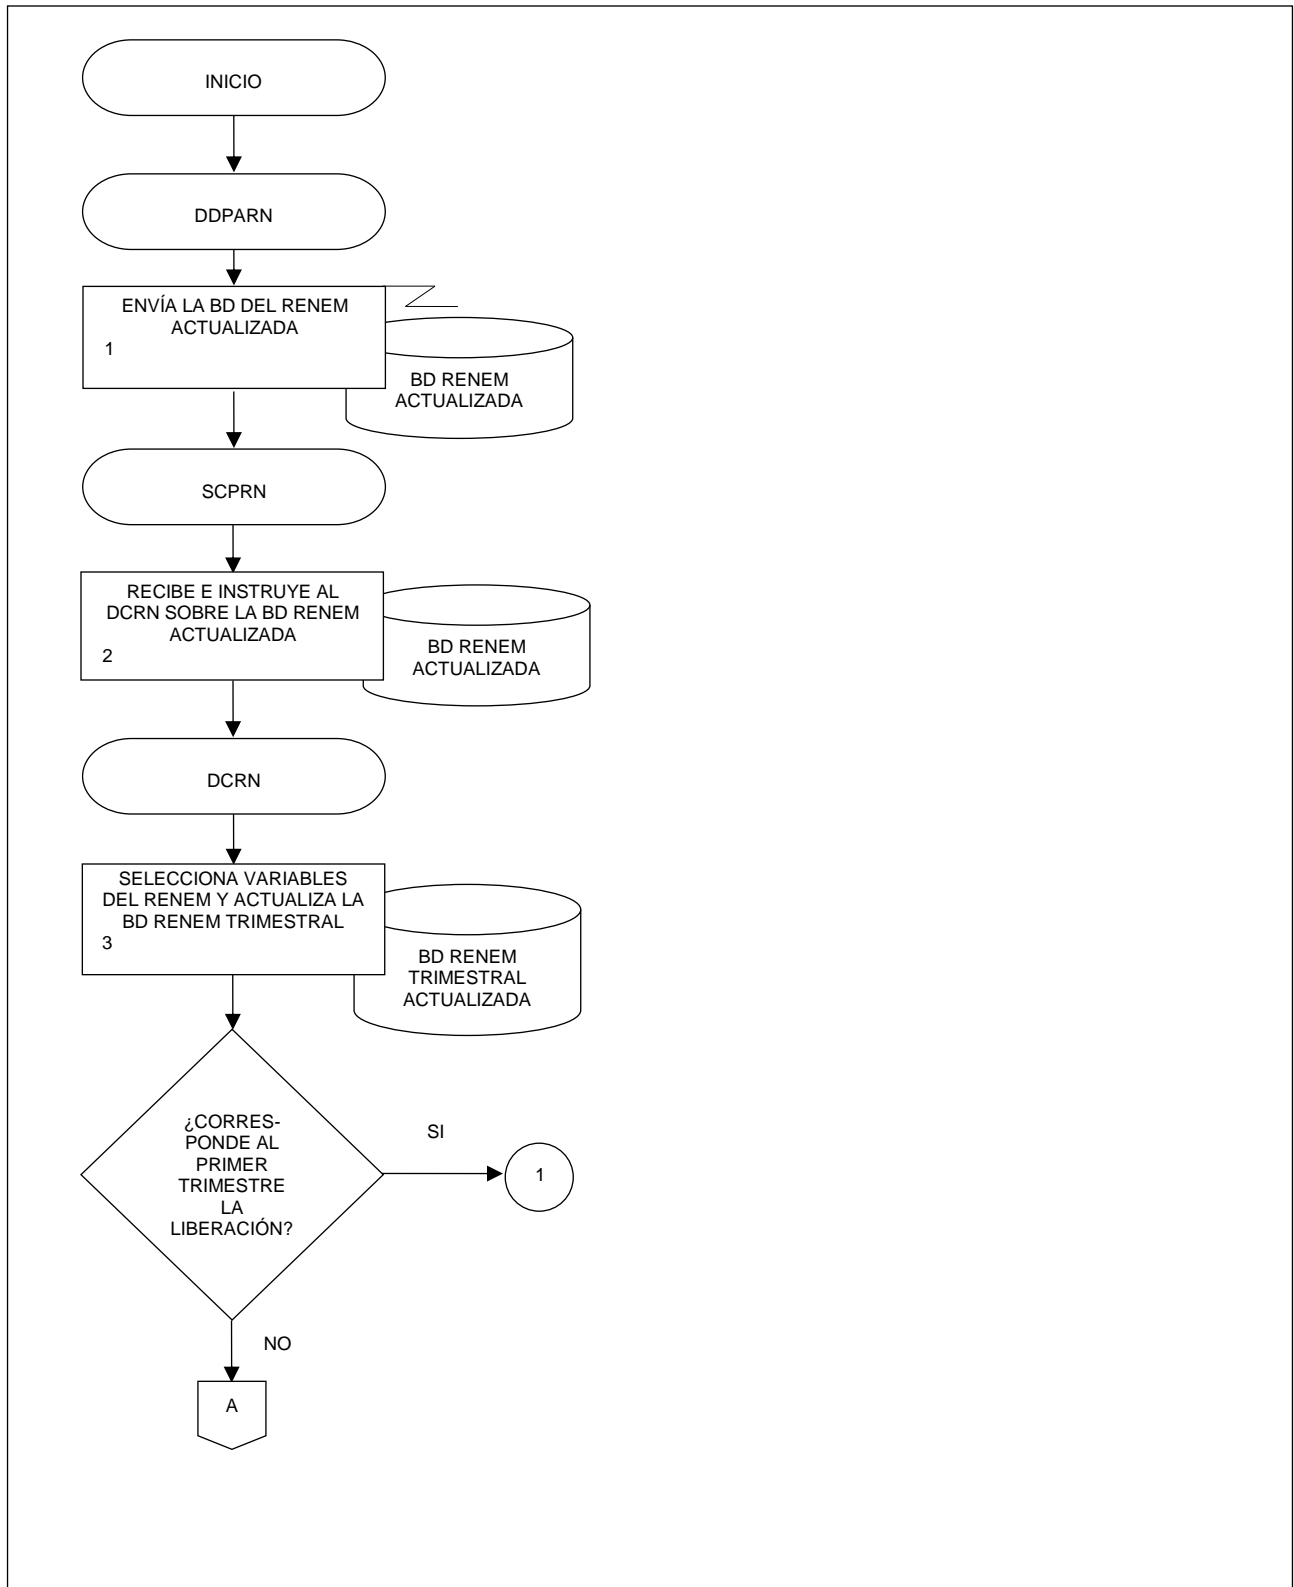 INICIO
DDPARN
ENVÍA LA BD DEL RENEM
ACTUALIZADA
1
BD RENEM
ACTUALIZADA
SCPRN
RECIBE E INSTRUYE AL
DCRN SOBRE LA BD RENEM
ACTUALIZADA
2
BD RENEM
ACTUALIZADA
DCRN
SELECCIONA VARIABLES
DEL RENEM Y ACTUALIZA LA
BD RENEM TRIMESTRAL
3
BD RENEM
TRIMESTRAL
ACTUALIZADA
¿CORRES-
PONDE AL
PRIMER
TRIMESTRE
LA
LIBERACIÓN?
SI
1
NO
A